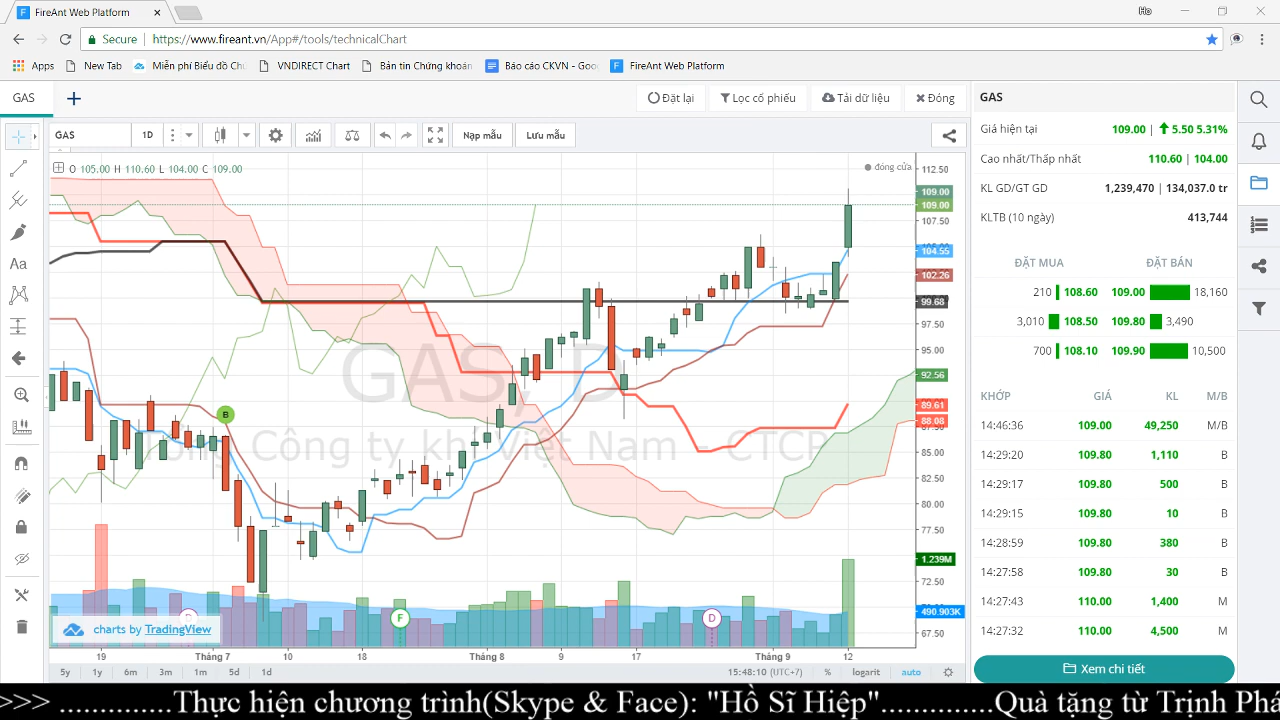 FireAnt Web Platform
Secure | https://www.fireant.vn/App#/tools/technicalChart
Apps New Tab Miễn phí Biểu đồ Chu VNDIRECT Chart Bản tin Chứng khoán Báo cáo CKVN - Goo FireAnt Web Platform
GAS Đặt lại Lọc cổ phiếu Tải dữ liệu Đóng
GAS 1D Nạp mẫu Lưu mẫu
O 105.00 H 110.60 L 104.00 C 109.00
đóng cửa
112.50
109.00
109.00
107.50
104.55
102.26
99.68
97.50
95.00
92.56
89.61
88.08
85.00
82.50
80.00
77.50
1.239M
72.50
490.903K
67.50
GAS, D
Tổng Công ty khí Việt Nam - CTCP
B
F
D
Aa
charts by TradingView
19 Tháng 7 10 18 Tháng 8 9 17 Tháng 9 12
5y 1y 6m 3m 1m 5d 1d 15:48:10 (UTC+7) % logarit auto
GAS
Giá hiện tại 109.00 | 5.50 5.31%
Cao nhất/Thấp nhất 110.60 | 104.00
KL GD/GT GD 1,239,470 | 134,037.0 tr
KLTB (10 ngày) 413,744
ĐẶT MUA ĐẶT BÁN
210 108.60 109.00 18,160
3,010 108.50 109.80 3,490
700 108.10 109.90 10,500
KHỚP GIÁ KL M/B
14:46:36 109.00 49,250 M/B
14:29:20 109.80 1,110 B
14:29:17 109.80 500 B
14:29:15 109.80 10 B
14:28:59 109.80 380 B
14:27:58 109.80 30 B
14:27:43 110.00 1,400 M
14:27:32 110.00 4,500 M
Xem chi tiết
>>> ..............Thực hiện chương trình(Skype & Face): "Hồ Sĩ Hiệp"..............Quà tặng từ Trinh Phá